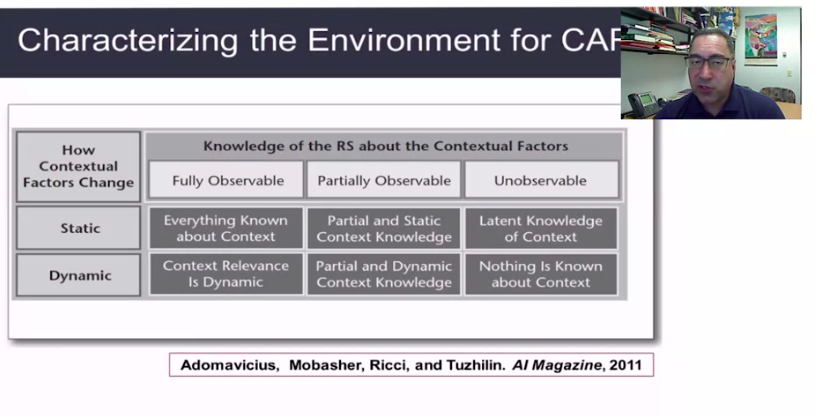 Characterizing the Environment for CAR
How
Contextual
Factors Change
Knowledge of the RS about the Contextual Factors
Fully Observable
Partially Observable
Unobservable
Static
Everything Known
about Context
Partial and Static
Context Knowledge
Latent Knowledge
of Context
Dynamic
Context Relevance
Is Dynamic
Partial and Dynamic
Context Knowledge
Nothing Is Known
about Context
Adomavicius, Mobasher, Ricci, and Tuzhilin. AI Magazine, 2011